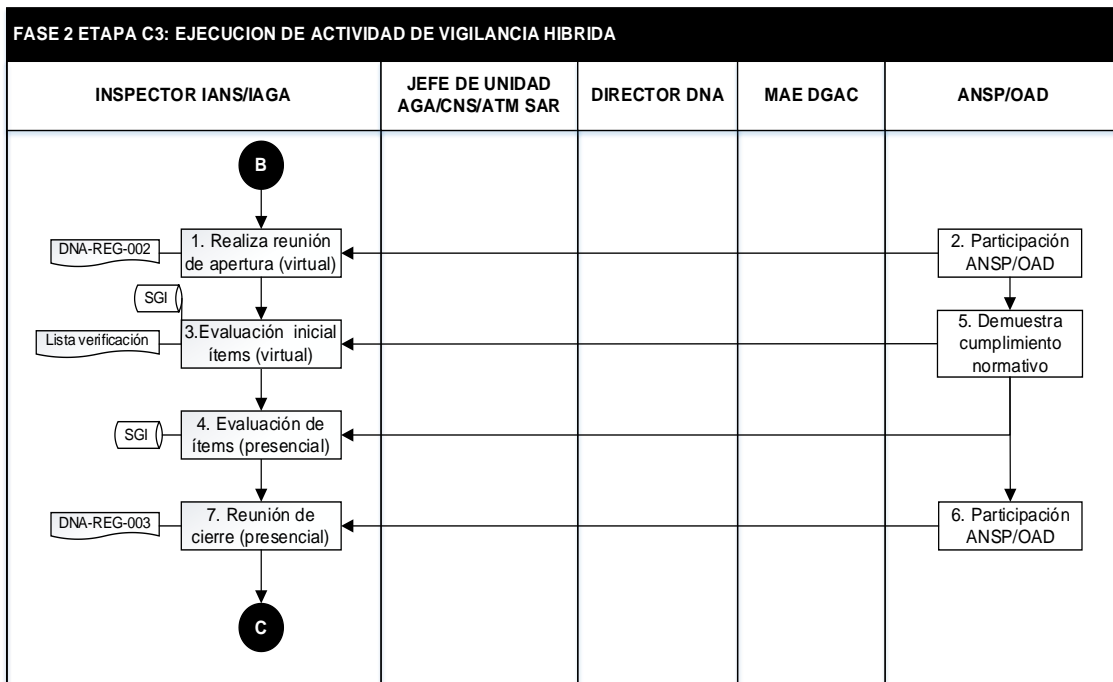 FASE 2 ETAPA C3: EJECUCION DE ACTIVIDAD DE VIGILANCIA HIBRIDA
INSPECTOR IANS/IAGA
JEFE DE UNIDAD
AGA/CNS/ATM SAR
DIRECTOR DNA
MAE DGAC
ANSP/OAD
B
DNA-REG-002
1. Realiza reunión
de apertura (virtual)
2. Participación
ANSP/OAD
SGI
Lista verificación
3.Evaluación inicial
ítems (virtual)
5. Demuestra
cumplimiento
normativo
SGI
4. Evaluación de
ítems (presencial)
DNA-REG-003
7. Reunión de
cierre (presencial)
6. Participación
ANSP/OAD
C